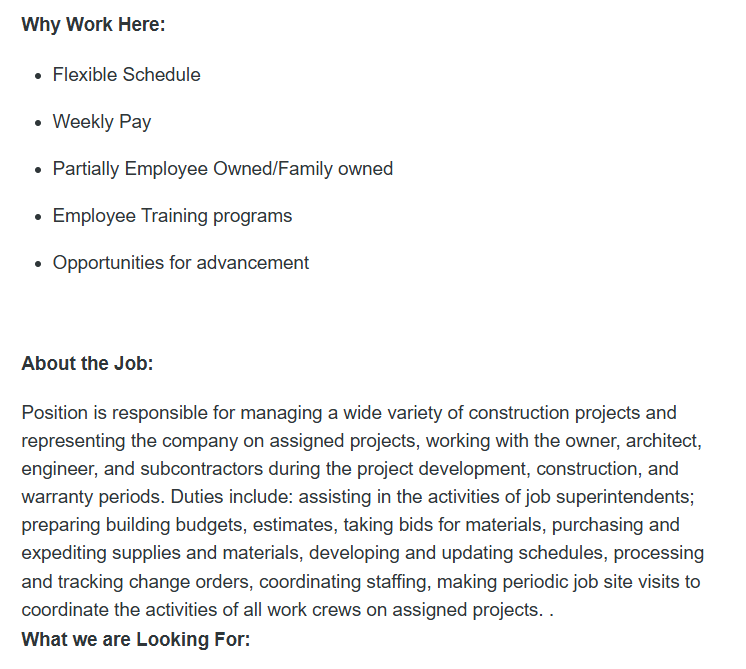 Why Work Here:
• Flexible Schedule
• Weekly Pay
• Partially Employee Owned/Family owned
• Employee Training programs
• Opportunities for advancement
About the Job:
Position is responsible for managing a wide variety of construction projects and
representing the company on assigned projects, working with the owner, architect,
engineer, and subcontractors during the project development, construction, and
warranty periods. Duties include: assisting in the activities of job superintendents;
preparing building budgets, estimates, taking bids for materials, purchasing and
expediting supplies and materials, developing and updating schedules, processing
and tracking change orders, coordinating staffing, making periodic job site visits to
coordinate the activities of all work crews on assigned projects. .
What we are Looking For: